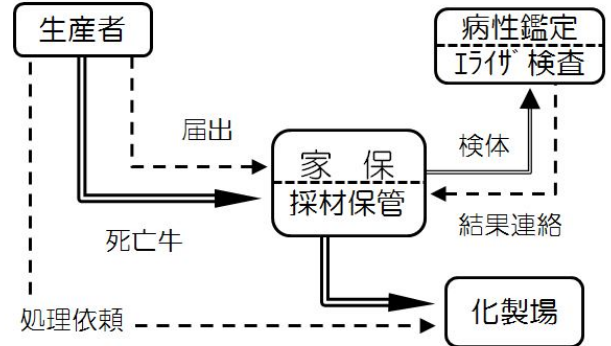 生産者
病性鑑定
エライザ検査
届出
家　保
採材保管
検体
死亡牛
結果連絡
処理依頼
化製場